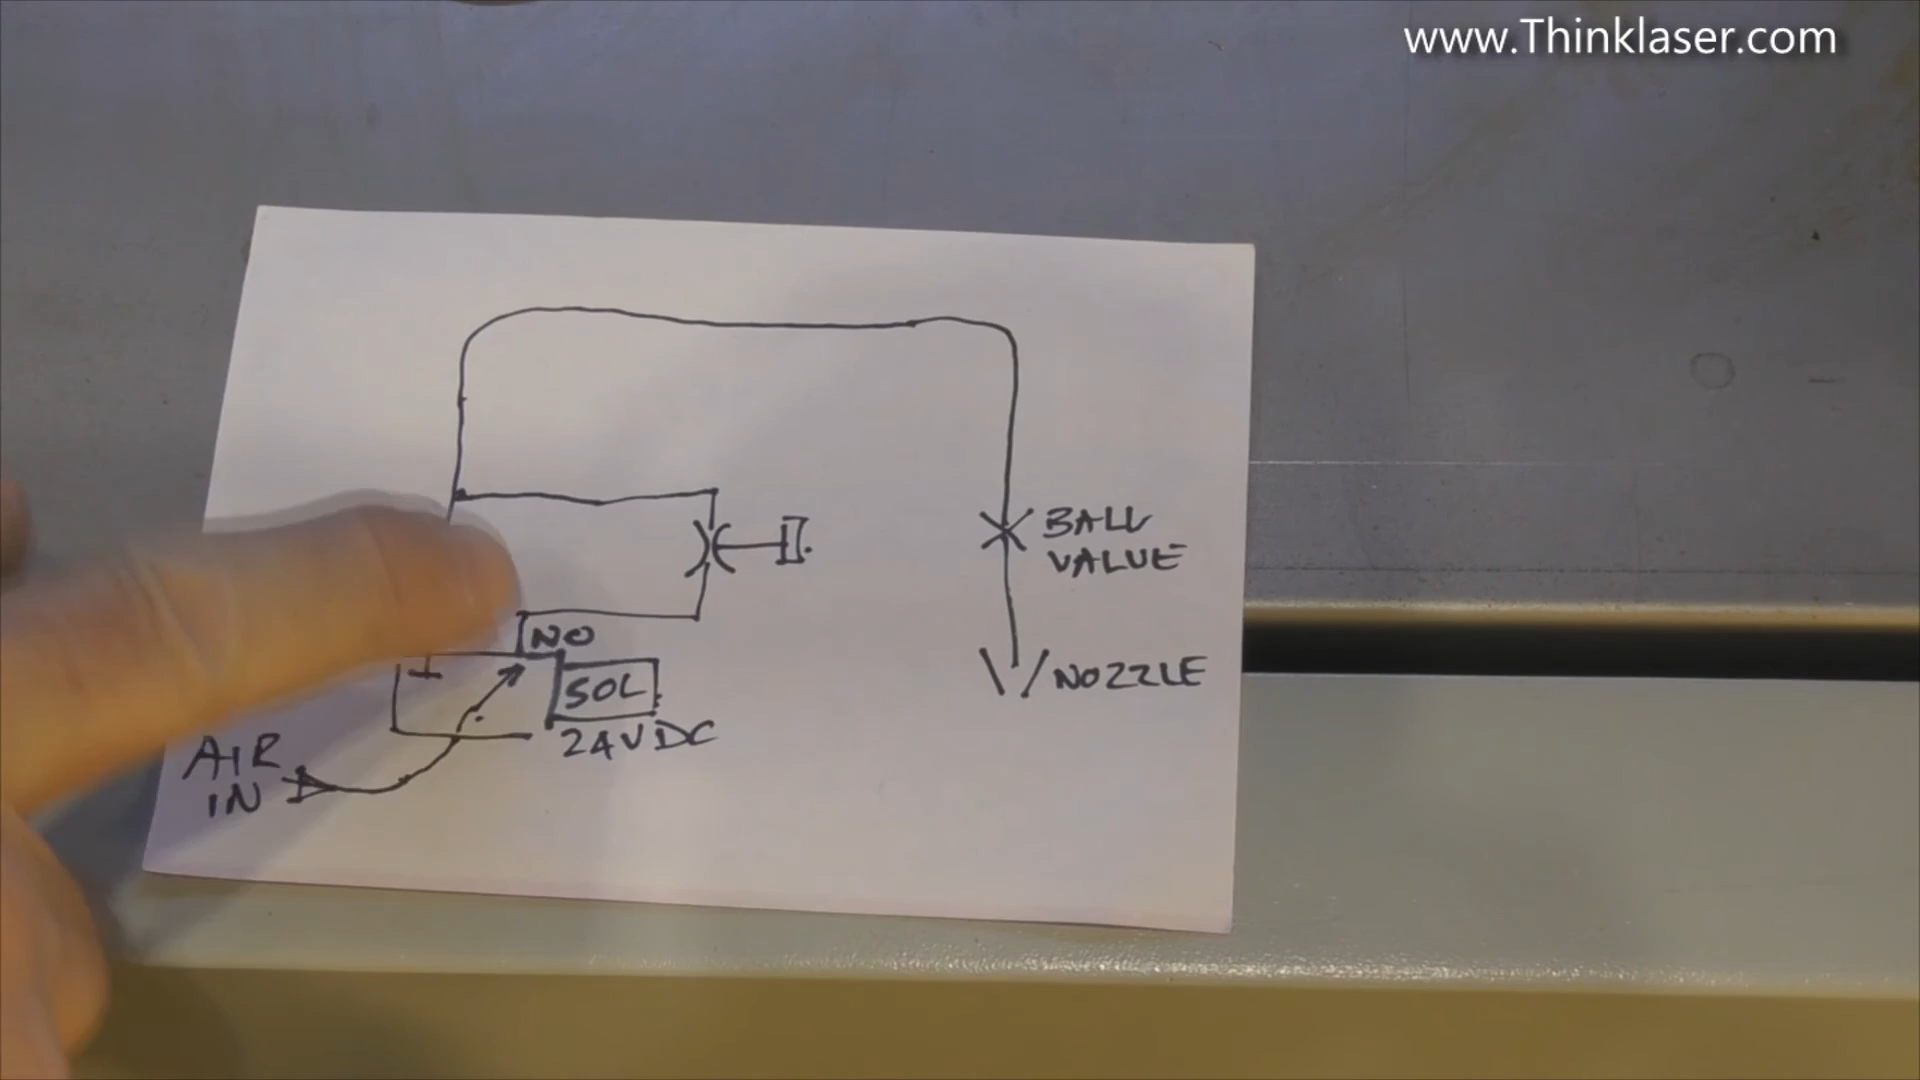 www.Thinklaser.com
BALL
VALUE
NO
SOL
NOZZLE
24VDC
AIR
IN